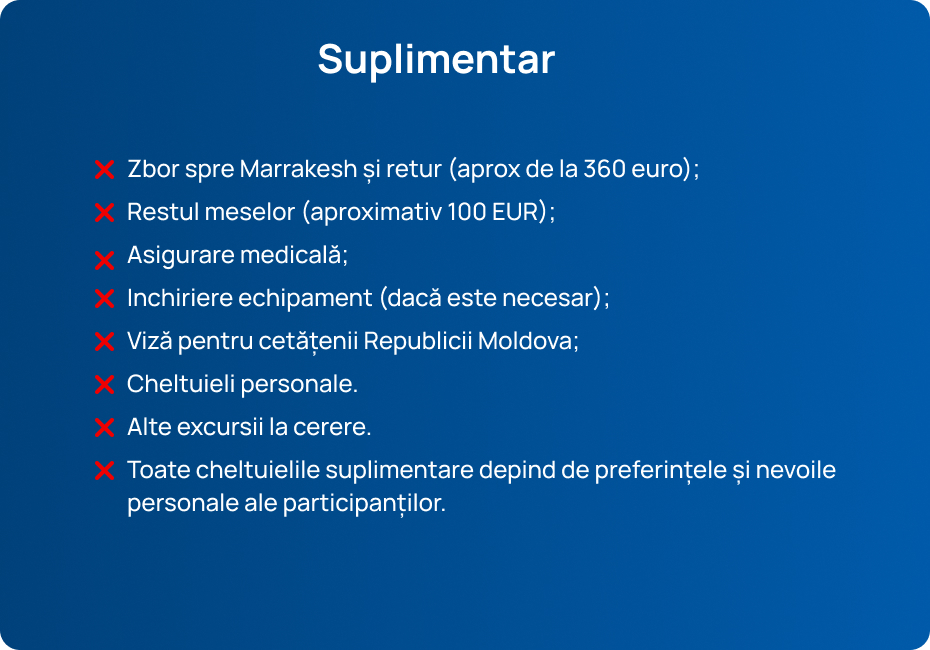 Suplimentar
Zbor spre Marrakesh și retur (aprox de la 360 euro);
Restul meselor (aproximativ 100 EUR);
Asigurare medicală;
Inchiriere echipament (dacă este necesar);
Viză pentru cetățenii Republicii Moldova;
Cheltuieli personale.
Alte excursii la cerere.
Toate cheltuielile suplimentare depind de preferințele și nevoile
personale ale participanților.